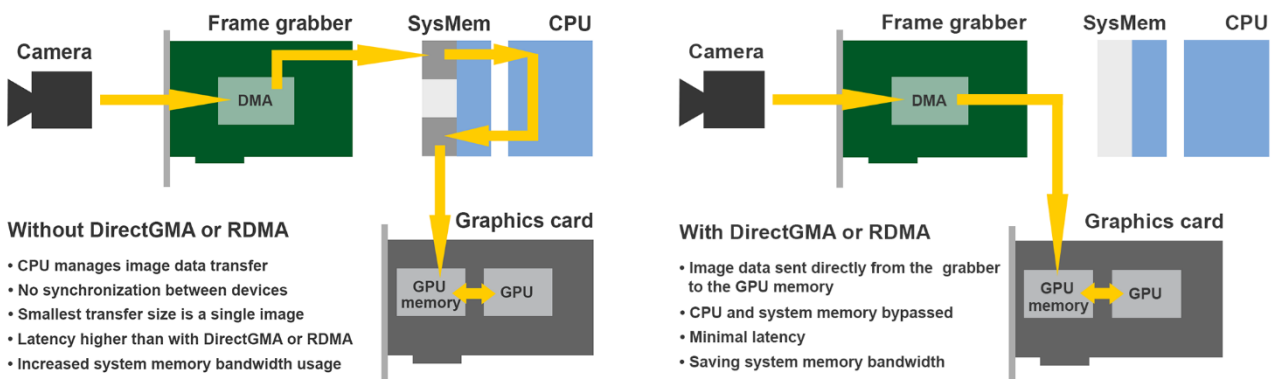 Frame grabber
SysMem
CPU
Camera
DMA
Without DirectGMA or RDMA
• CPU manages image data transfer
• No synchronization between devices
• Smallest transfer size is a single image
• Latency higher than with DirectGMA or RDMA
• Increased system memory bandwidth usage
Graphics card
GPU
memory
GPU
Frame grabber
SysMem
CPU
Camera
DMA
With DirectGMA or RDMA
• Image data sent directly from the grabber
to the GPU memory
• CPU and system memory bypassed
• Minimal latency
• Saving system memory bandwidth
Graphics card
GPU
memory
GPU